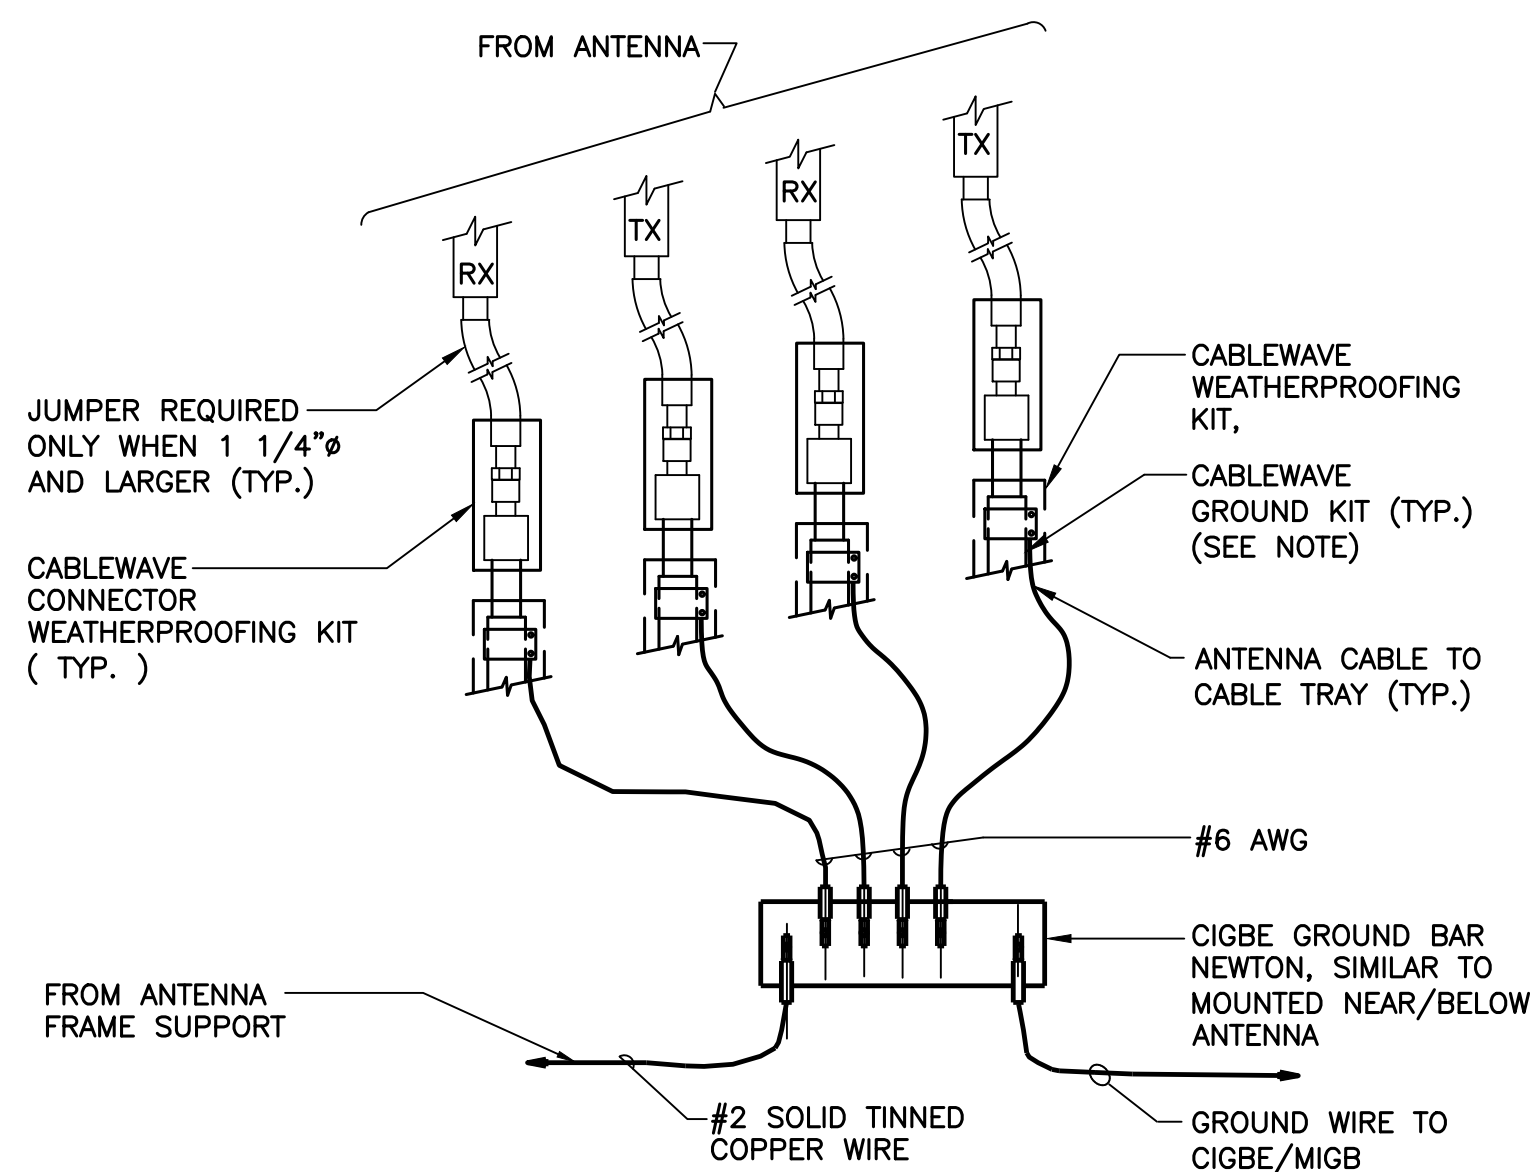 FROM ANTENNA
TX
RX
TX
RX
JUMPER REQUIRED
ONLY WHEN 1 1/4"ø
AND LARGER (TYP.)
CABLEWAVE
CONNECTOR
WEATHERPROOFING KIT
( TYP. )
CABLEWAVE
WEATHERPROOFING
KIT,
CABLEWAVE
GROUND KIT (TYP.)
(SEE NOTE)
ANTENNA CABLE TO
CABLE TRAY (TYP.)
#6 AWG
CIGBE GROUND BAR
NEWTON, SIMILAR TO
MOUNTED NEAR/BELOW
ANTENNA
FROM ANTENNA
FRAME SUPPORT
#2 SOLID TINNED
COPPER WIRE
GROUND WIRE TO
CIGBE/MIGB